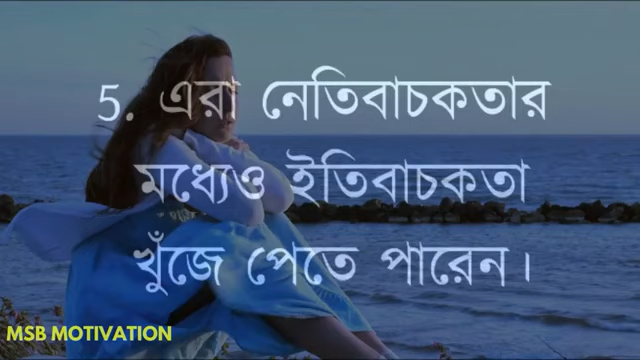 5. এরা নেতিবাচকতার
মধ্যেও ইতিবাচকতা
খুঁজে পেতে পারেন।
MSB MOTIVATION